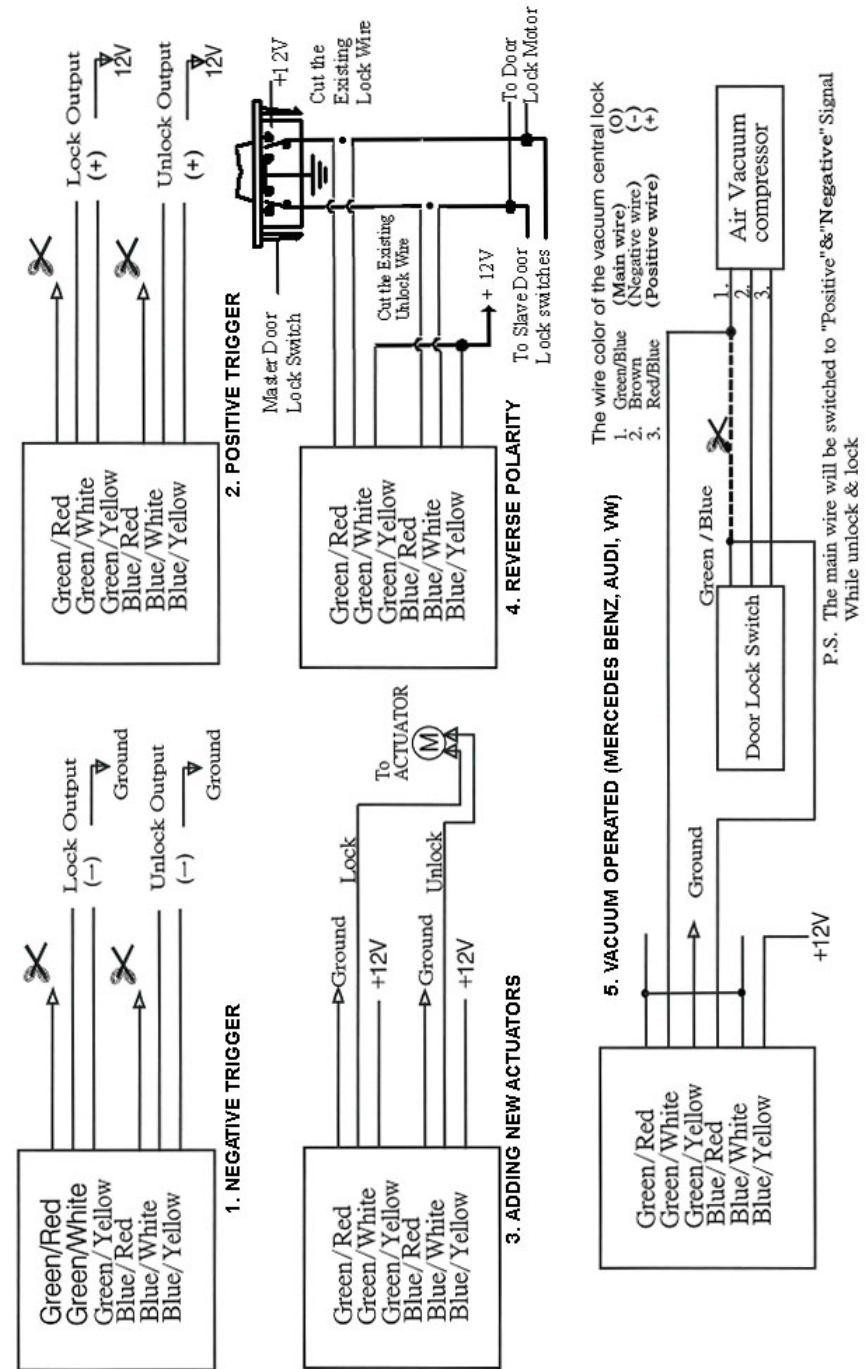 Green/Red
Green/White
Green/Yellow
Blue/Red
Blue/White
Blue/Yellow
Lock Output
(−)
Ground
Unlock Output
(−)
Ground
1. NEGATIVE TRIGGER
Green/Red
Green/White
Green/Yellow
Blue/Red
Blue/White
Blue/Yellow
Lock Output
(+)
12V
Unlock Output
(+)
12V
2. POSITIVE TRIGGER
Green/Red
Green/White
Green/Yellow
Blue/Red
Blue/White
Blue/Yellow
Ground
Lock
+12V
Ground
Unlock
+12V
To
ACTUATOR
M
3. ADDING NEW ACTUATORS
Green/Red
Green/White
Green/Yellow
Blue/Red
Blue/White
Blue/Yellow
Master Door
Lock Switch
+12V
Cut the
Existing
Lock Wire
Cut the Existing
Unlock Wire
+ 12V
To Slave Door
Lock switches
To Door
Lock Motor
4. REVERSE POLARITY
5. VACUUM OPERATED (MERCEDES BENZ, AUDI, VW)
Green/Red
Green/White
Green/Yellow
Blue/Red
Blue/White
Blue/Yellow
Ground
+12V
The wire color of the vacuum central lock
1. Green/Blue (Main wire) (O)
2. Brown (Negative wire) (−)
3. Red/Blue (Positive wire) (+)
Green / Blue
Door Lock Switch
1.
2.
3.
Air Vacuum
compressor
P.S. The main wire will be switched to "Positive"&"Negative" Signal
While unlock & lock